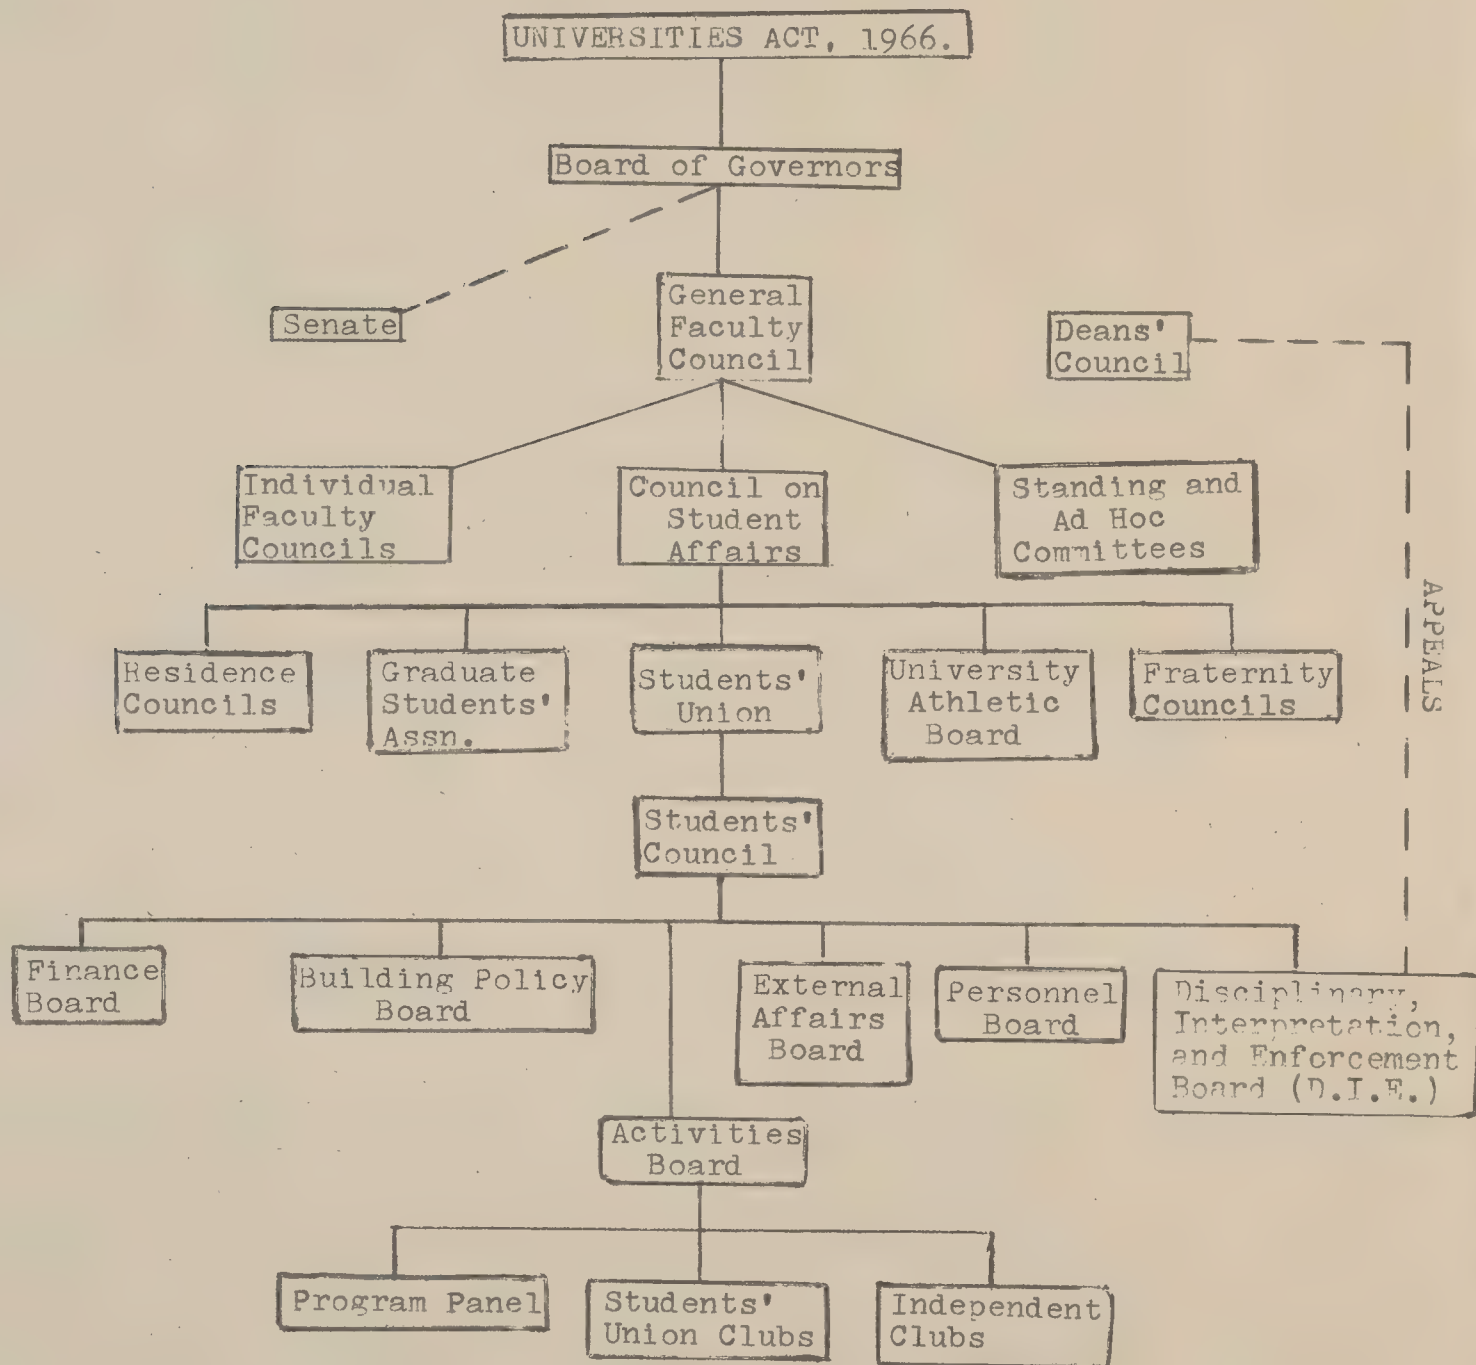 UNIVERSITIES ACT, 1966.
Board of Governors
Senate
General
Faculty
Council
Deans'
Council
Individual
Faculty
Councils
Council on
Student
Affairs
Standing and
Ad Hoc
Committees
APPEALS
Residence
Councils
Graduate
Students'
Assn.
Students'
Union
University
Athletic
Board
Fraternity
Councils
Students'
Council
Finance
Board
Building Policy
Board
External
Affairs
Board
Personnel
Board
Disciplinary,
Interpretation,
and Enforcement
Board (D.I.E.)
Activities
Board
Program Panel
Students'
Union Clubs
Independent
Clubs